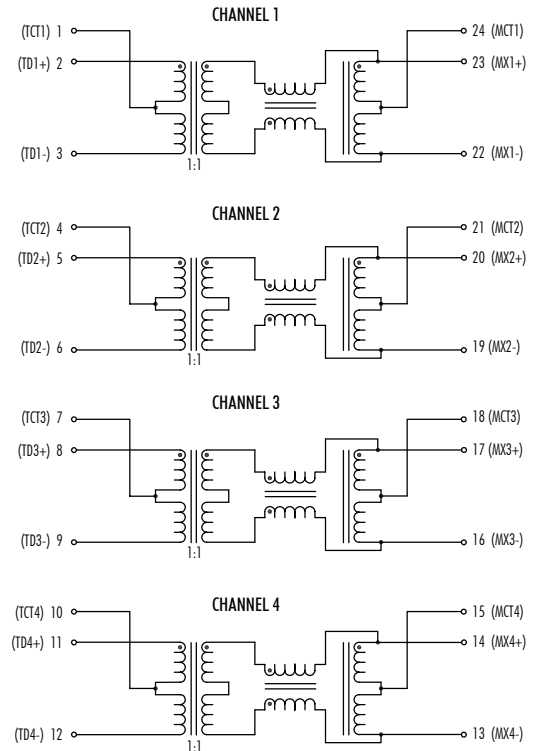 CHANNEL 1
(TCT1) 1
24 (MCT1)
(TD1+) 2
23 (MX1+)
(TD1-) 3
22 (MX1-)
1:1
CHANNEL 2
(TCT2) 4
21 (MCT2)
(TD2+) 5
20 (MX2+)
(TD2-) 6
19 (MX2-)
1:1
CHANNEL 3
(TCT3) 7
18 (MCT3)
(TD3+) 8
17 (MX3+)
(TD3-) 9
16 (MX3-)
1:1
CHANNEL 4
(TCT4) 10
15 (MCT4)
(TD4+) 11
14 (MX4+)
(TD4-) 12
13 (MX4-)
1:1